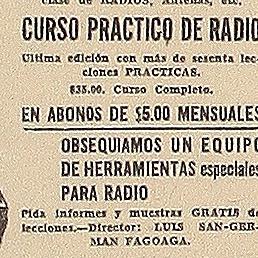 clase de RADIOS, Antenas, etc.
CURSO PRACTICO DE RADIO
Ultima edición con más de sesenta lec-
ciones PRACTICAS.
$35.00. Curso Completo.
EN ABONOS DE $5.00 MENSUALES
OBSEQUIAMOS UN EQUIPO
DE HERRAMIENTAS especiales
PARA RADIO
Pida informes y muestras GRATIS de
lecciones.—Director: LUIS SAN-GER-
MAN FAGOAGA.